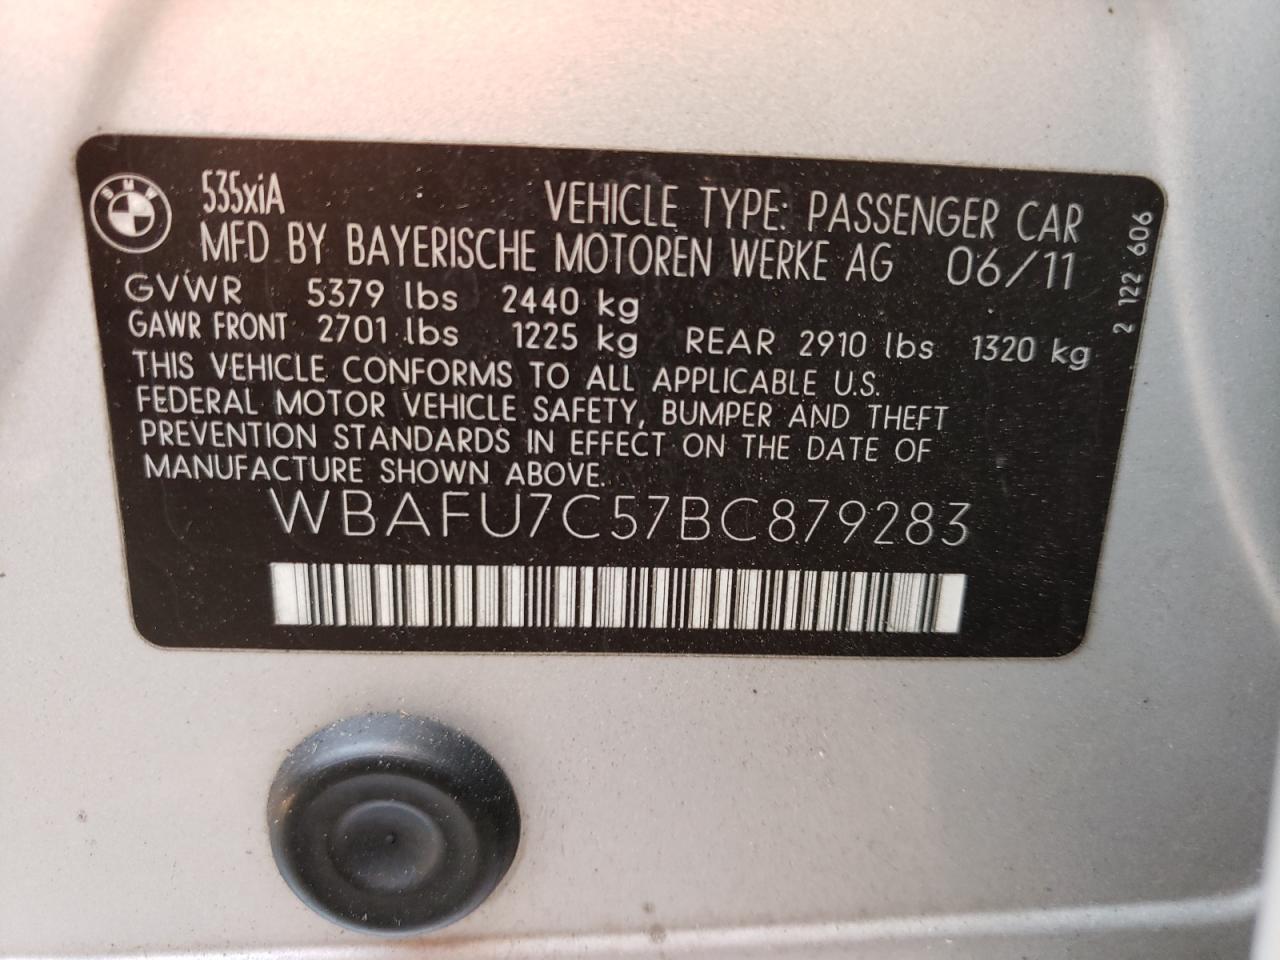 BMW
535xiA VEHICLE TYPE: PASSENGER CAR
MFD BY BAYERISCHE MOTOREN WERKE AG 06/11
GVWR 5379 lbs 2440 kg
GAWR FRONT 2701 lbs 1225 kg REAR 2910 lbs 1320 kg
THIS VEHICLE CONFORMS TO ALL APPLICABLE U.S.
FEDERAL MOTOR VEHICLE SAFETY, BUMPER AND THEFT
PREVENTION STANDARDS IN EFFECT ON THE DATE OF
MANUFACTURE SHOWN ABOVE.
WBAFU7C57BC879283
2 122 606